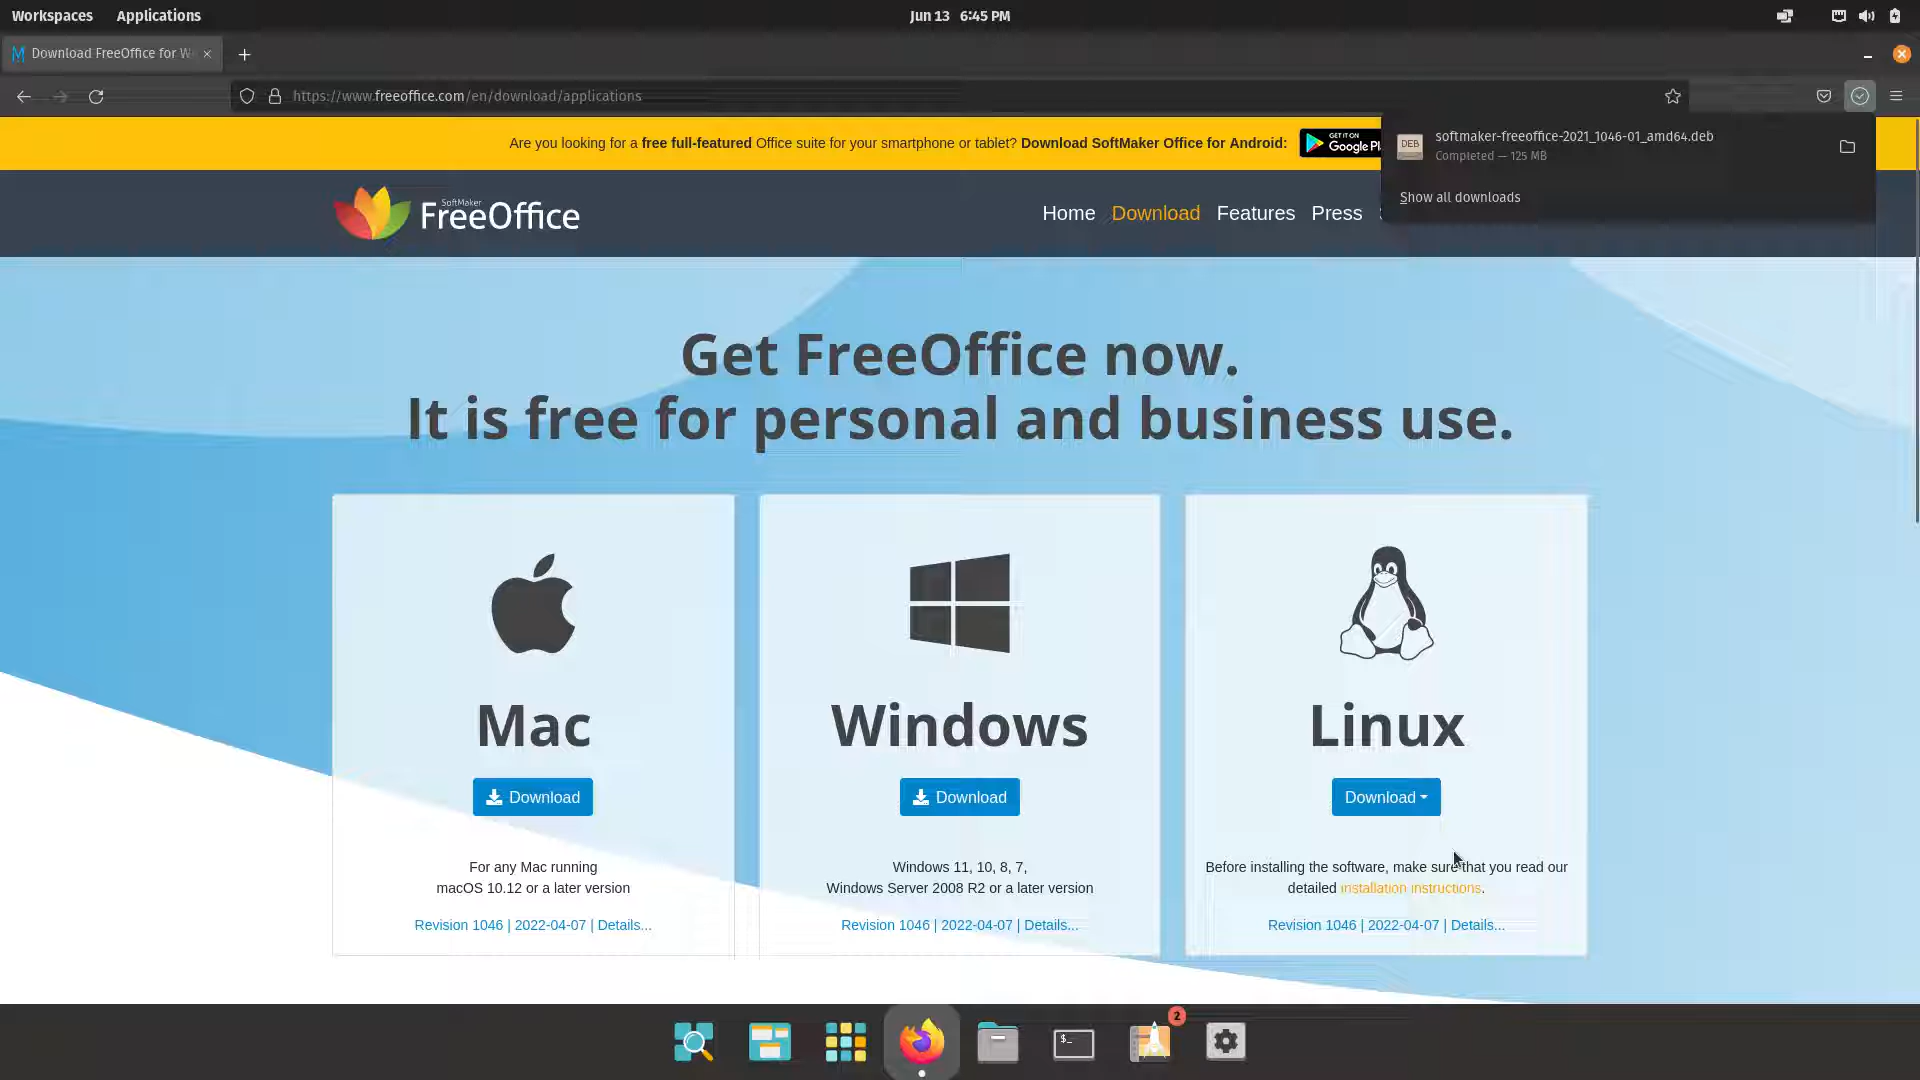 Workspaces
Applications
Jun 13 6:45 PM
Download FreeOffice for W
https://www.freeoffice.com/en/download/applications
Are you looking for a free full-featured Office suite for your smartphone or tablet? Download SoftMaker Office for Android:
GET IT ON
Google Pl
DEB
softmaker-freeoffice-2021_1046-01_amd64.deb
Completed — 125 MB
Show all downloads
SoftMaker
FreeOffice
Home Download Features Press
Get FreeOffice now.
It is free for personal and business use.
Mac
Download
For any Mac running
macOS 10.12 or a later version
Revision 1046 | 2022-04-07 | Details...
Windows
Download
Windows 11, 10, 8, 7,
Windows Server 2008 R2 or a later version
Revision 1046 | 2022-04-07 | Details...
Linux
Download
Before installing the software, make sure that you read our
detailed installation instructions.
Revision 1046 | 2022-04-07 | Details...
$_
2